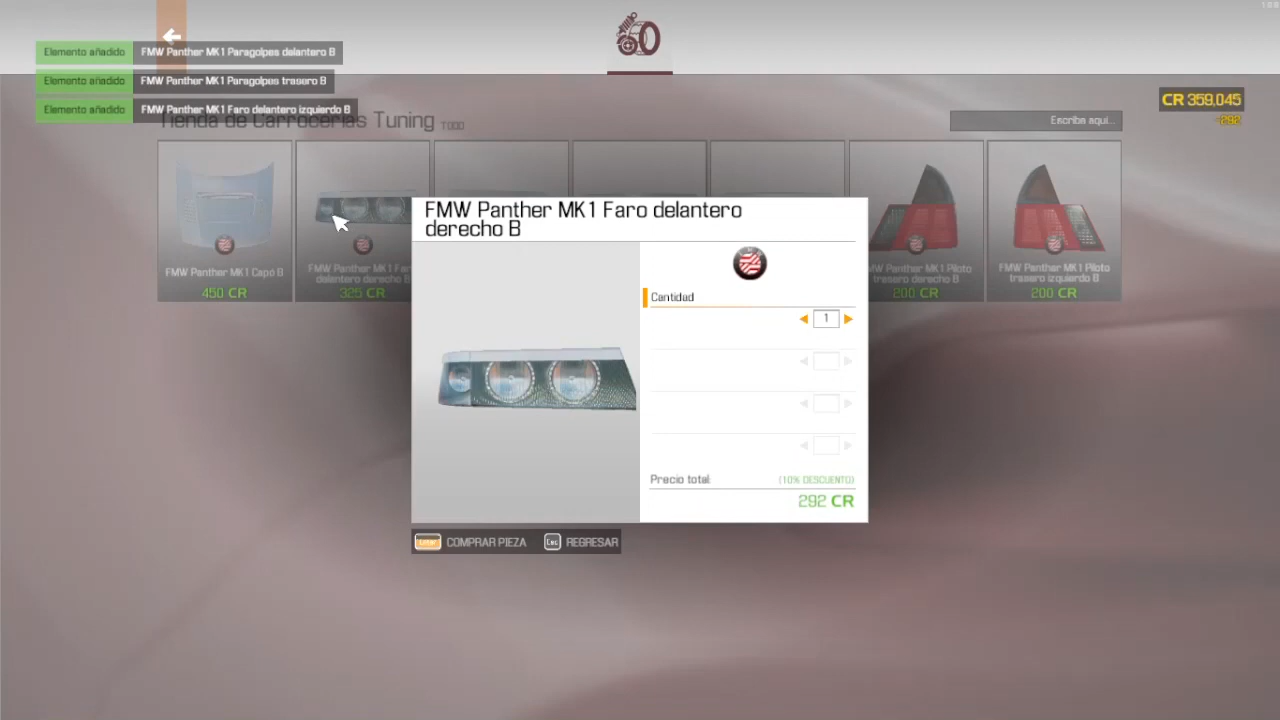 Elemento añadido FMW Panther MK1 Paragolpes delantero B
Elemento añadido FMW Panther MK1 Paragolpes trasero B
Elemento añadido FMW Panther MK1 Faro delantero izquierdo B
Tienda de Carrocerías Tuning
CR 359,045
-292
Escriba aquí...
FMW Panther MK1 Capó B
450 CR
FMW Panther MK1 Far
delantero derecho B
325 CR
FMW Panther MK1 Faro delantero
derecho B
Cantidad
1
Precio total: (10% DESCUENTO)
292 CR
Enter COMPRAR PIEZA Esc REGRESAR
MW Panther MK1 Piloto
trasero derecho B
200 CR
FMW Panther MK1 Piloto
trasero izquierdo B
200 CR